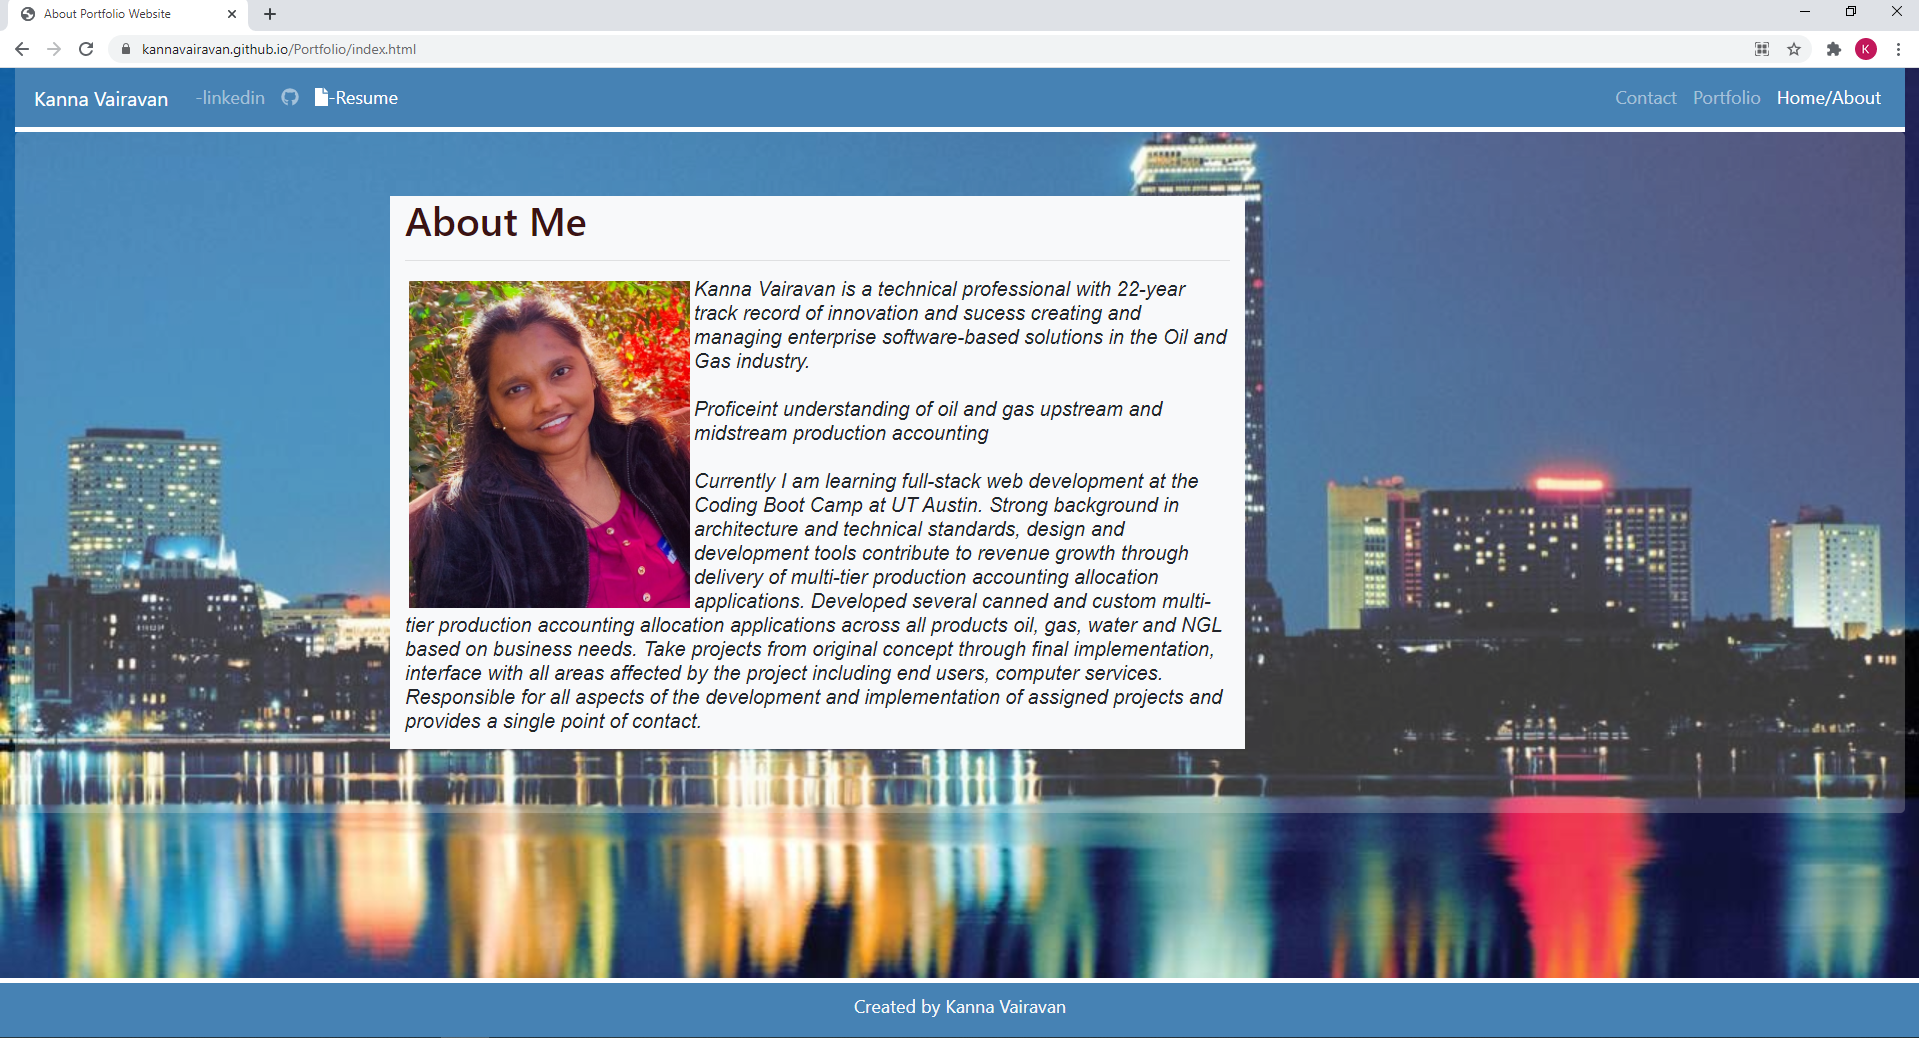 About Portfolio Website
kannavairavan.github.io/Portfolio/index.html
K
Kanna Vairavan -linkedin -Resume Contact Portfolio Home/About
About Me
Kanna Vairavan is a technical professional with 22-year
track record of innovation and sucess creating and
managing enterprise software-based solutions in the Oil and
Gas industry.
Proficeint understanding of oil and gas upstream and
midstream production accounting
Currently I am learning full-stack web development at the
Coding Boot Camp at UT Austin. Strong background in
architecture and technical standards, design and
development tools contribute to revenue growth through
delivery of multi-tier production accounting allocation
applications. Developed several canned and custom multi-
tier production accounting allocation applications across all products oil, gas, water and NGL
based on business needs. Take projects from original concept through final implementation,
interface with all areas affected by the project including end users, computer services.
Responsible for all aspects of the development and implementation of assigned projects and
provides a single point of contact.
Created by Kanna Vairavan